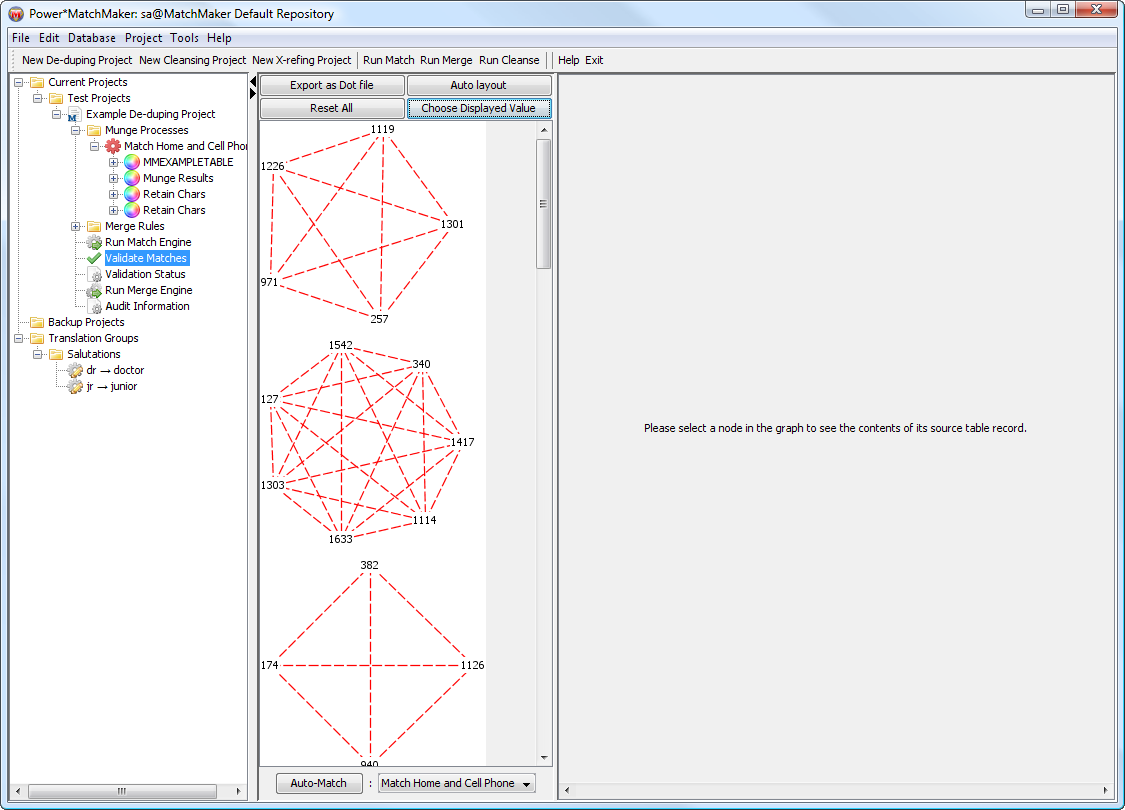 Power*MatchMaker: sa@MatchMaker Default Repository
File Edit Database Project Tools Help
New De-duping Project New Cleansing Project New X-refing Project Run Match Run Merge Run Cleanse Help Exit
Current Projects
Test Projects
Example De-duping Project
Munge Processes
Match Home and Cell Phon
MMEXAMPLETABLE
Munge Results
Retain Chars
Retain Chars
Merge Rules
Run Match Engine
Validate Matches
Validation Status
Run Merge Engine
Audit Information
Backup Projects
Translation Groups
Salutations
dr → doctor
jr → junior
Export as Dot file Auto layout
Reset All Choose Displayed Value
1119
1226
1301
971
257
1542
340
127
1417
1303
1114
1633
382
174 1126
940
Auto-Match : Match Home and Cell Phone
Please select a node in the graph to see the contents of its source table record.